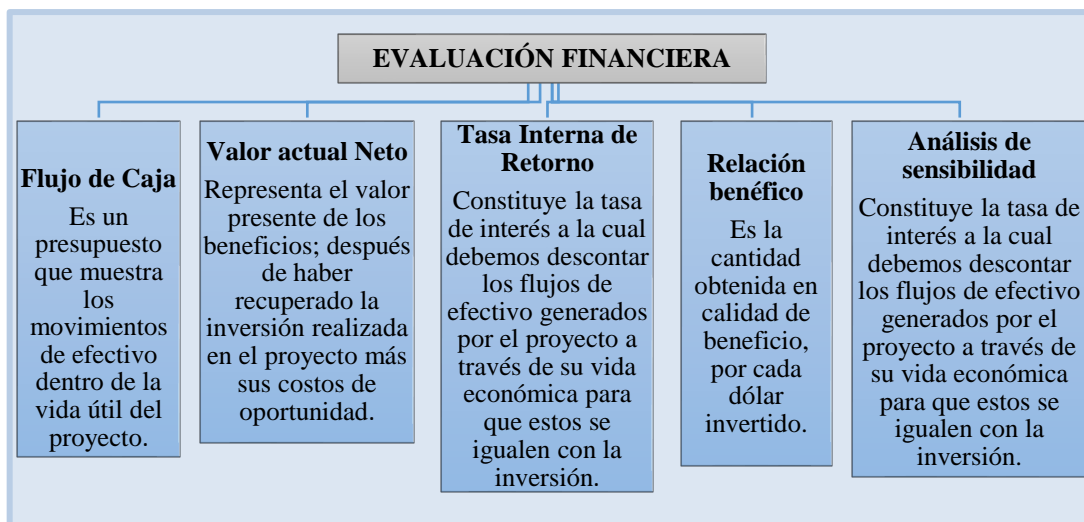 EVALUACIÓN FINANCIERA
Flujo de Caja
Es un
presupuesto
que muestra
los
movimientos
de efectivo
dentro de la
vida útil del
proyecto.
Valor actual Neto
Representa el valor
presente de los
beneficios; después
de haber
recuperado la
inversión realizada
en el proyecto más
sus costos de
oportunidad.
Tasa Interna de
Retorno
Constituye la tasa
de interés a la cual
debemos descontar
los flujos de
efectivo generados
por el proyecto a
través de su vida
económica para
que estos se
igualen con la
inversión.
Relación
benéfico
Es la
cantidad
obtenida en
calidad de
beneficio,
por cada
dólar
invertido.
Análisis de
sensibilidad
Constituye la tasa de
interés a la cual
debemos descontar
los flujos de efectivo
generados por el
proyecto a través de
su vida económica
para que estos se
igualen con la
inversión.